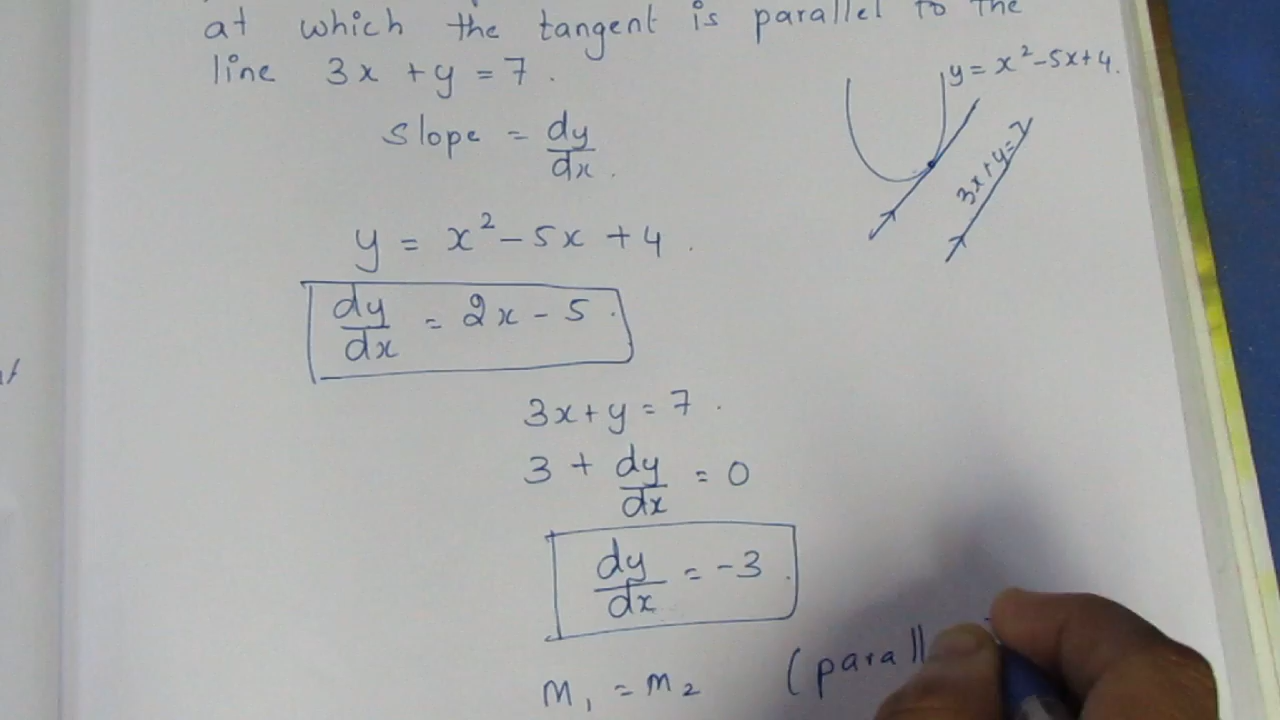 at which the tangent is parallel to the
line 3x + y = 7.
y = x² - 5x + 4.
3x + y = 7
slope = dy/dx.
y = x² - 5x + 4.
dy/dx = 2x - 5.
3x + y = 7.
3 + dy/dx = 0
dy/dx = -3.
m₁ = m₂ (parall